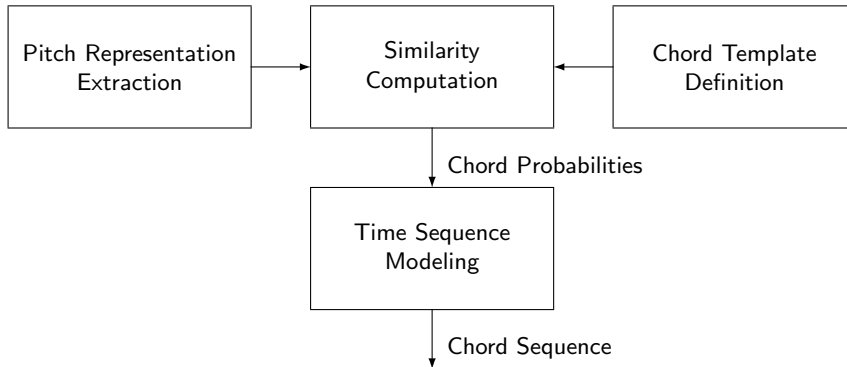 Pitch Representation
Extraction
Similarity
Computation
Chord Template
Definition
Chord Probabilities
Time Sequence
Modeling
Chord Sequence